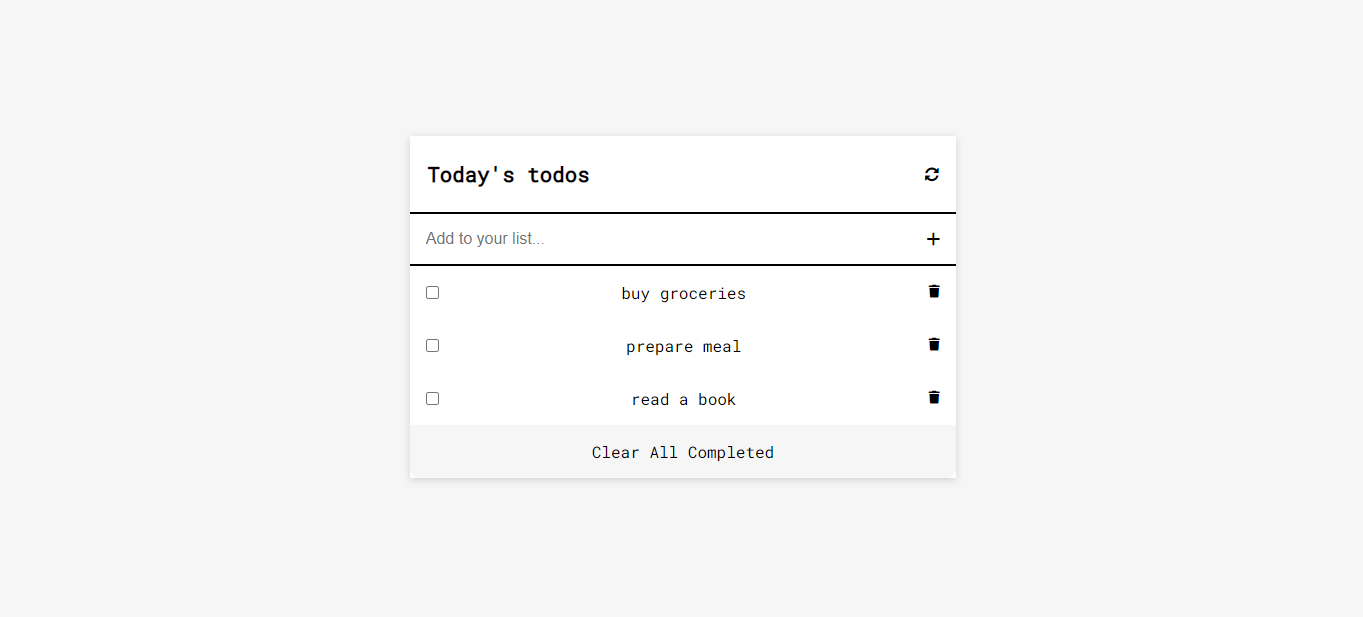 Today's todos
Add to your list...
buy groceries
prepare meal
read a book
Clear All Completed